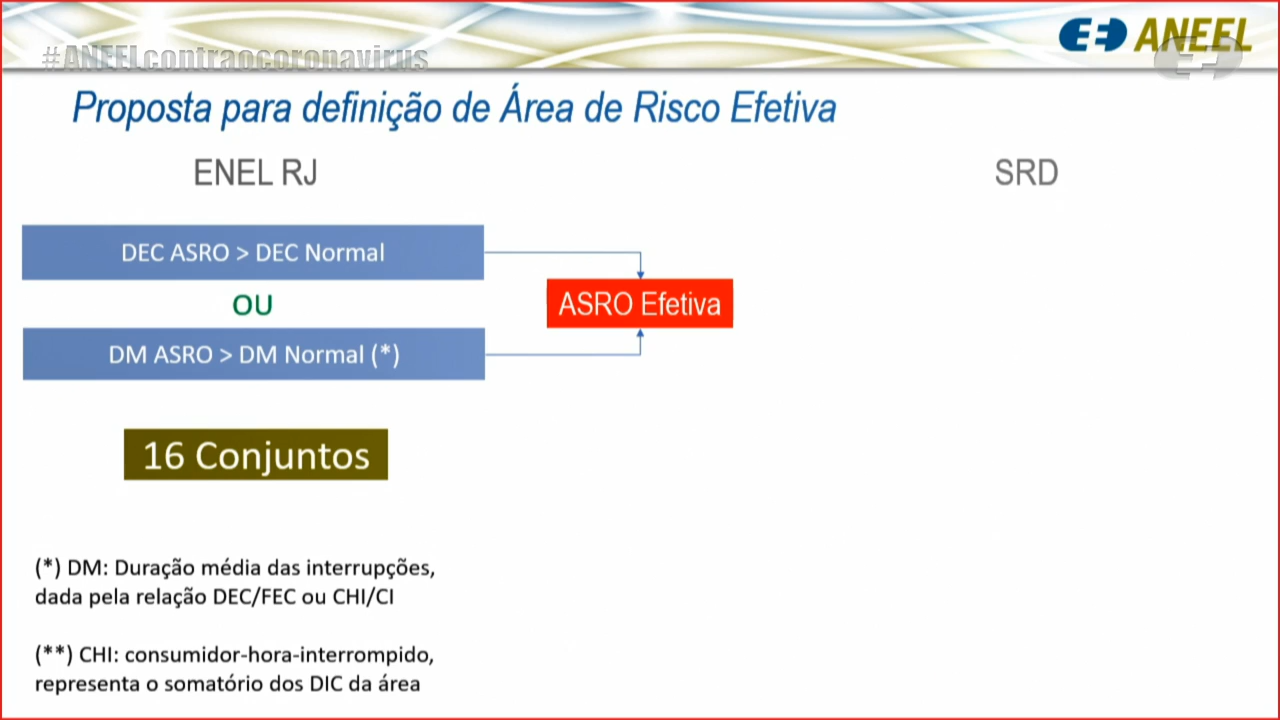 #ANEELcontraocoronavirus
ANEEL
Proposta para definição de Área de Risco Efetiva
ENEL RJ
SRD
DEC ASRO > DEC Normal
OU
ASRO Efetiva
DM ASRO > DM Normal (*)
16 Conjuntos
(*) DM: Duração média das interrupções,
dada pela relação DEC/FEC ou CHI/CI
(**) CHI: consumidor-hora-interrompido,
representa o somatório dos DIC da área